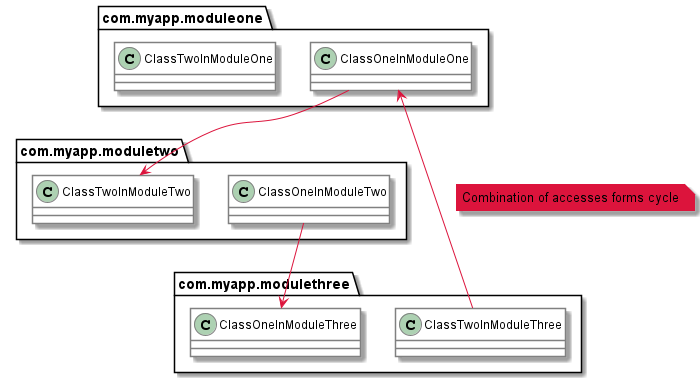 com.myapp.moduleone
C ClassTwoInModuleOne
C ClassOneInModuleOne
com.myapp.moduletwo
C ClassTwoInModuleTwo
C ClassOneInModuleTwo
Combination of accesses forms cycle
com.myapp.modulethree
C ClassOneInModuleThree
C ClassTwoInModuleThree